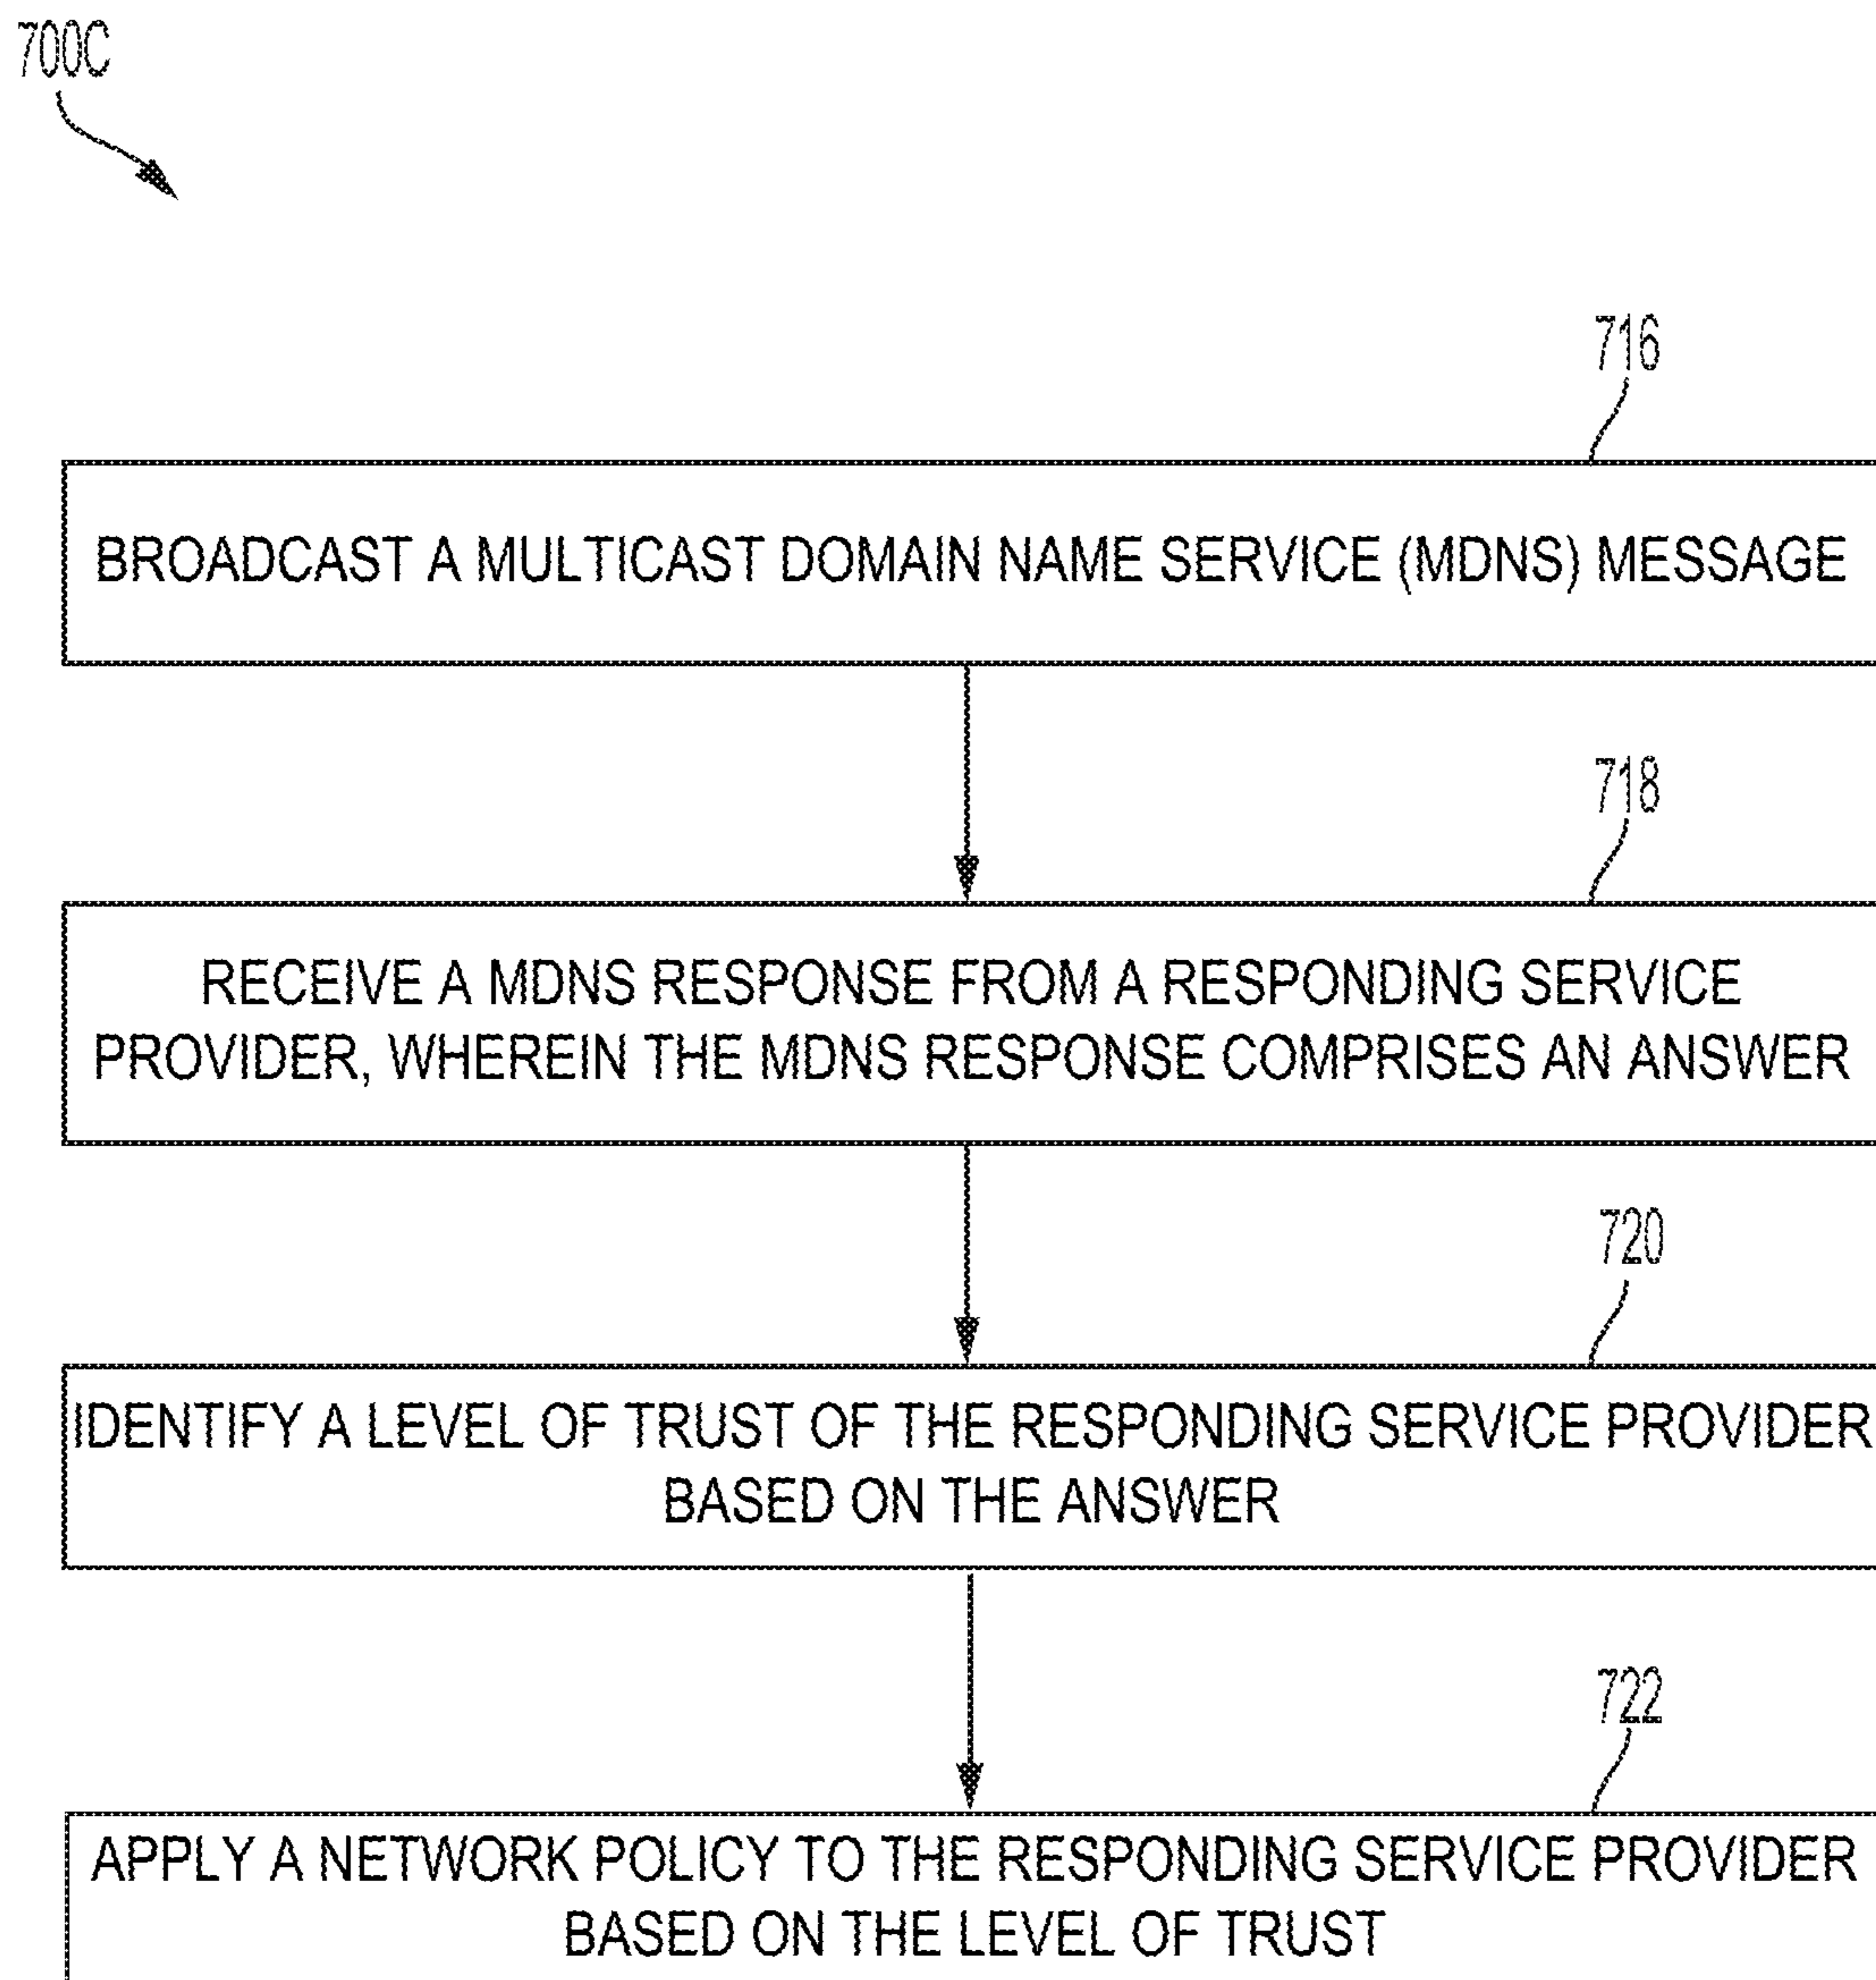 700C
716
BROADCAST A MULTICAST DOMAIN NAME SERVICE (MDNS) MESSAGE
718
RECEIVE A MDNS RESPONSE FROM A RESPONDING SERVICE
PROVIDER, WHEREIN THE MDNS RESPONSE COMPRISES AN ANSWER
720
IDENTIFY A LEVEL OF TRUST OF THE RESPONDING SERVICE PROVIDER
BASED ON THE ANSWER
722
APPLY A NETWORK POLICY TO THE RESPONDING SERVICE PROVIDER
BASED ON THE LEVEL OF TRUST